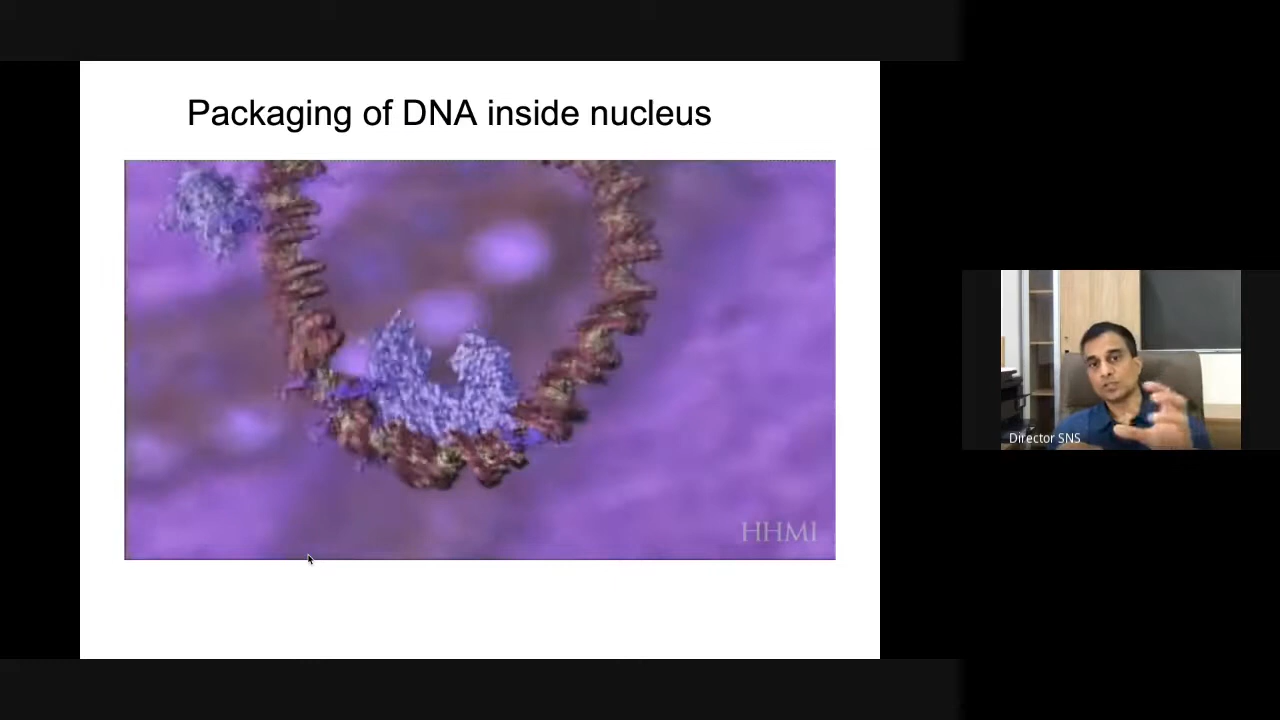 Packaging of DNA inside nucleus
HHMI
Director SNS